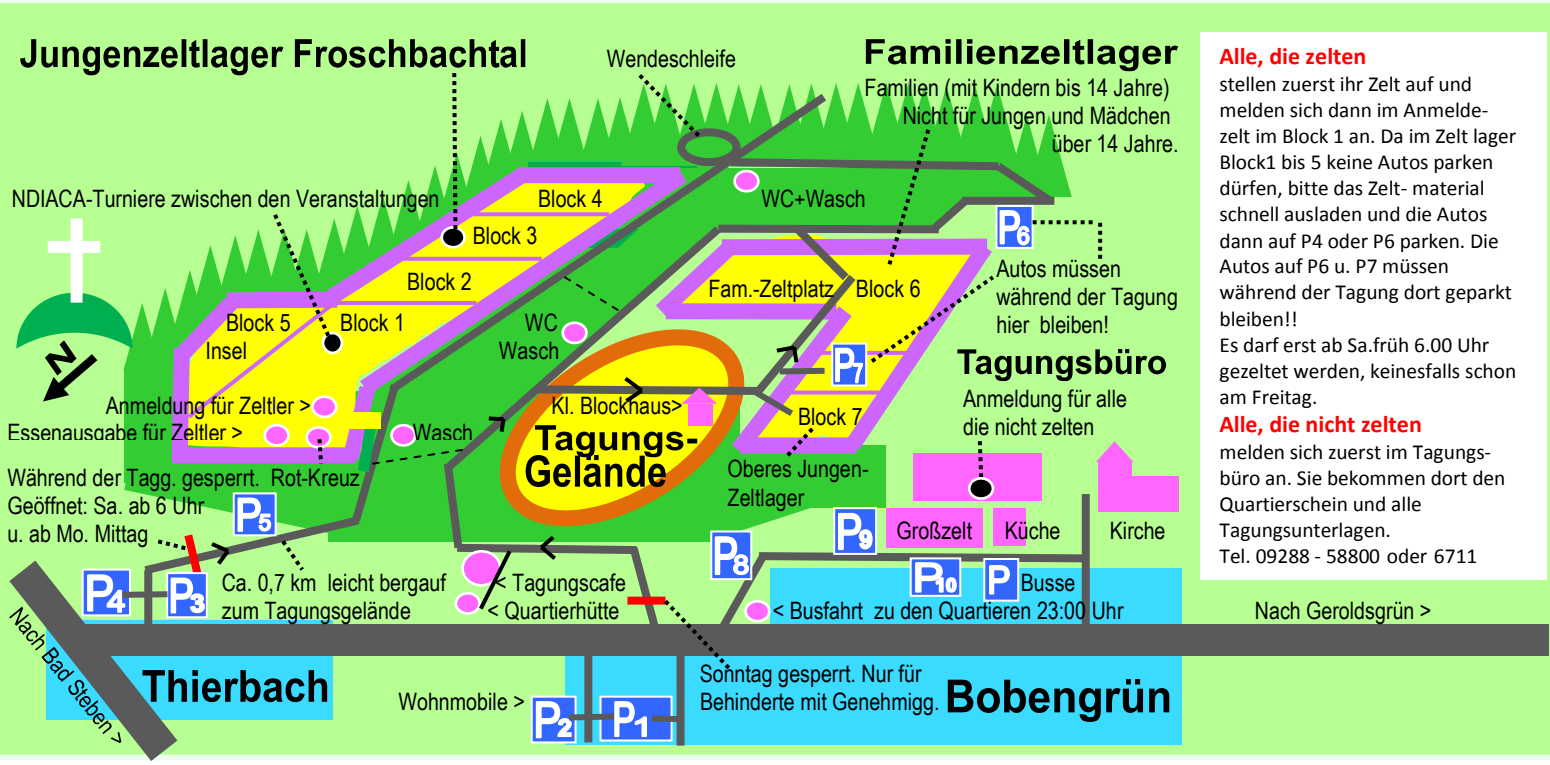 Jungenzeltlager Froschbachtal
Wendeschleife
Familienzeltlager
Familien (mit Kindern bis 14 Jahre)
Nicht für Jungen und Mädchen
über 14 Jahre.
NDIACA-Turniere zwischen den Veranstaltungen
Block 4
Block 3
Block 2
Block 1
Block 5
Insel
WC+Wasch
P6
Autos müssen
während der Tagung
hier bleiben!
Fam.-Zeltplatz
Block 6
WC
Wasch
N
P7
Block 7
Tagungsbüro
Anmeldung für alle
die nicht zelten
Anmeldung für Zeltler >
Essenausgabe für Zeltler >
Wasch
Kl. Blockhaus>
Tagungs-
Gelände
Oberes Jungen-
Zeltlager
Während der Tagg. gesperrt. Rot-Kreuz
Geöffnet: Sa. ab 6 Uhr
u. ab Mo. Mittag
P5
P9
Großzelt
Küche
Kirche
P8
P4
P3
Ca. 0,7 km leicht bergauf
zum Tagungsgelände
< Tagungscafe
< Quartierhütte
P10
P
Busse
< Busfahrt zu den Quartieren 23:00 Uhr
Nach Geroldsgrün >
Nach Bad Steben >
Thierbach
Wohnmobile >
P2
P1
Sonntag gesperrt. Nur für
Behinderte mit Genehmigg.
Bobengrün
Alle, die zelten
stellen zuerst ihr Zelt auf und
melden sich dann im Anmelde-
zelt im Block 1 an. Da im Zelt lager
Block1 bis 5 keine Autos parken
dürfen, bitte das Zelt- material
schnell ausladen und die Autos
dann auf P4 oder P6 parken. Die
Autos auf P6 u. P7 müssen
während der Tagung dort geparkt
bleiben!!
Es darf erst ab Sa.früh 6.00 Uhr
gezeltet werden, keinesfalls schon
am Freitag.
Alle, die nicht zelten
melden sich zuerst im Tagungs-
büro an. Sie bekommen dort den
Quartierschein und alle
Tagungsunterlagen.
Tel. 09288 - 58800 oder 6711